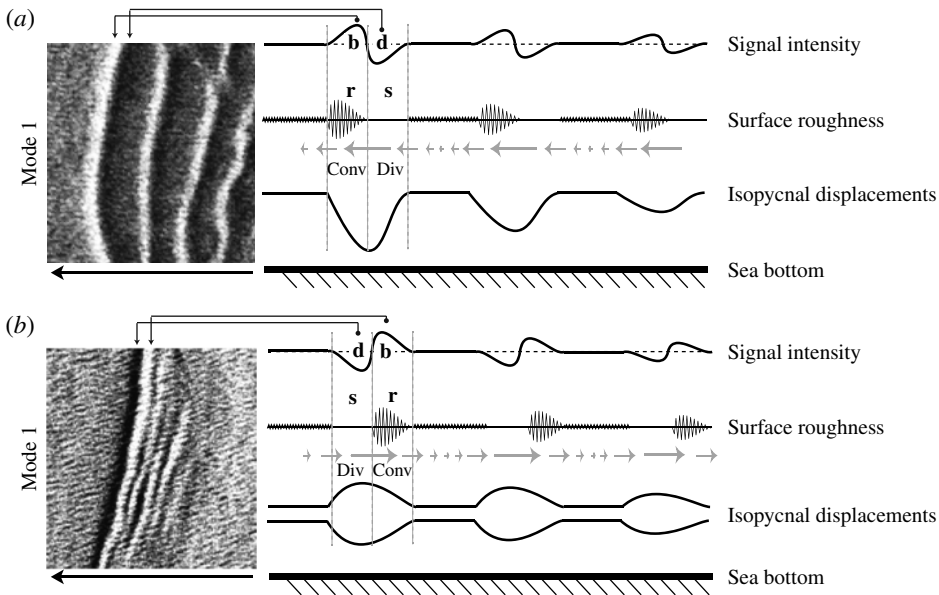 (a)
b d
Signal intensity
r s
Mode 1
Surface roughness
Conv Div
Isopycnal displacements
Sea bottom
(b)
d b
Signal intensity
s r
Mode 1
Surface roughness
Div Conv
Isopycnal displacements
Sea bottom